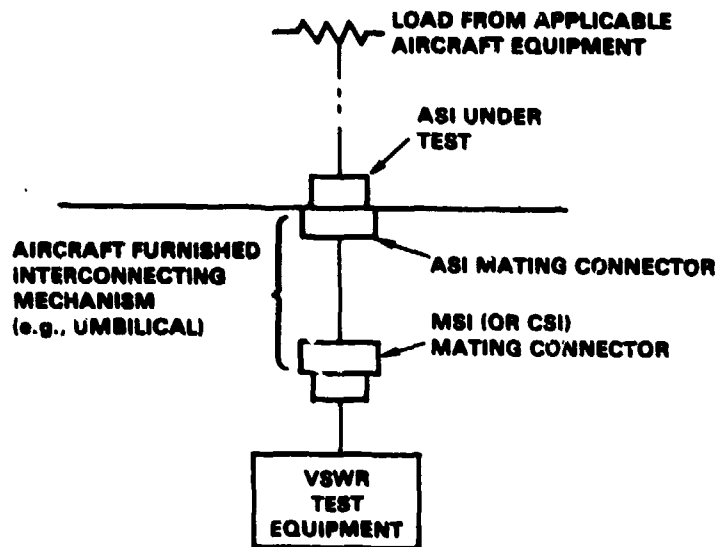 LOAD FROM APPLICABLE
AIRCRAFT EQUIPMENT
ASI UNDER
TEST
AIRCRAFT FURNISHED
INTERCONNECTING
MECHANISM
(e.g., UMBILICAL)
ASI MATING CONNECTOR
MSI (OR CSI)
MATING CONNECTOR
VSWR
TEST
EQUIPMENT